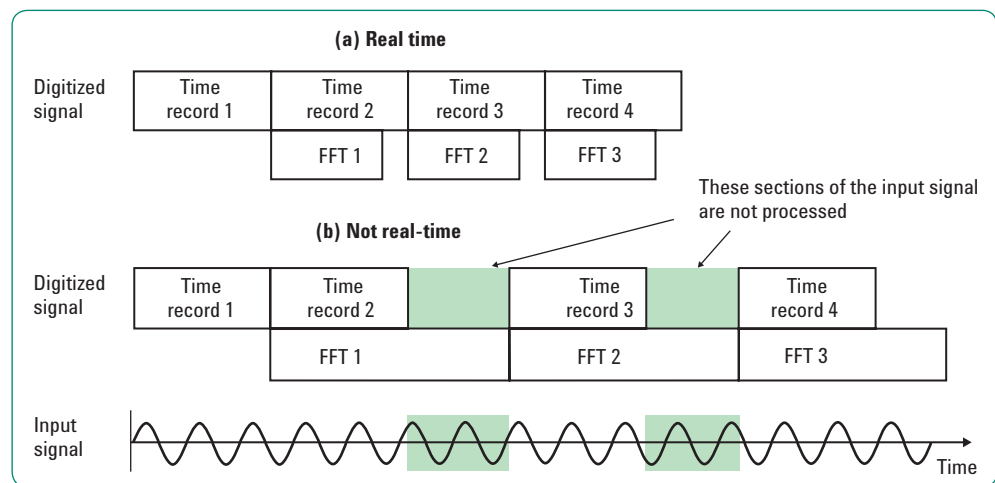 (a) Real time
Digitized
signal
Time
record 1
Time
record 2
Time
record 3
Time
record 4
FFT 1
FFT 2
FFT 3
These sections of the input signal
are not processed
(b) Not real-time
Digitized
signal
Time
record 1
Time
record 2
Time
record 3
Time
record 4
FFT 1
FFT 2
FFT 3
Input
signal
Time